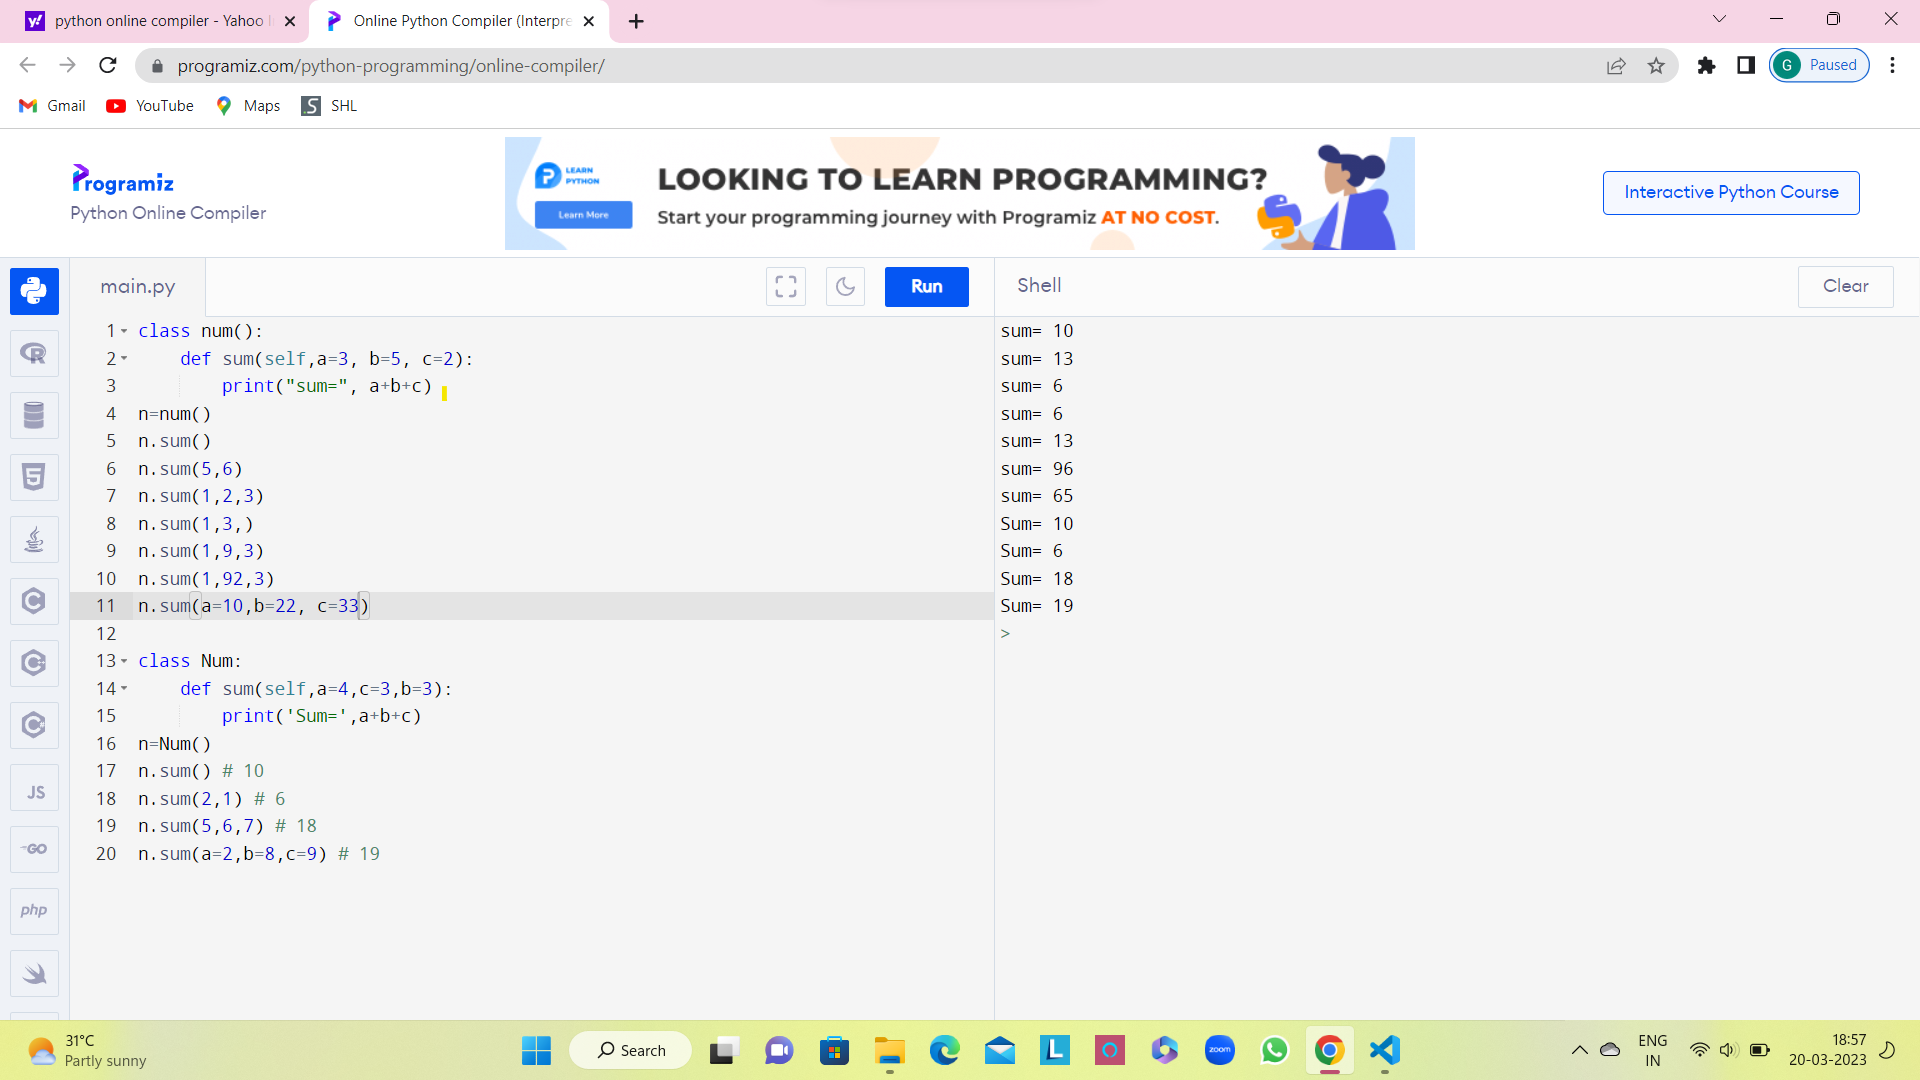 python online compiler - Yahoo
Online Python Compiler (Interpre
programiz.com/python-programming/online-compiler/
G Paused
Gmail YouTube Maps SHL
Programiz
Python Online Compiler
LEARN
PYTHON
Learn More
LOOKING TO LEARN PROGRAMMING?
Start your programming journey with Programiz AT NO COST.
Interactive Python Course
main.py
Run
Shell
Clear
1 class num():
2     def sum(self,a=3, b=5, c=2):
3         print("sum=", a+b+c)
4 n=num()
5 n.sum()
6 n.sum(5,6)
7 n.sum(1,2,3)
8 n.sum(1,3,)
9 n.sum(1,9,3)
10 n.sum(1,92,3)
11 n.sum(a=10,b=22, c=33)
12
13 class Num:
14     def sum(self,a=4,c=3,b=3):
15         print('Sum=',a+b+c)
16 n=Num()
17 n.sum() # 10
18 n.sum(2,1) # 6
19 n.sum(5,6,7) # 18
20 n.sum(a=2,b=8,c=9) # 19
sum= 10
sum= 13
sum= 6
sum= 6
sum= 13
sum= 96
sum= 65
Sum= 10
Sum= 6
Sum= 18
Sum= 19
>
R
5
C
C
C
JS
GO
php
31°C
Partly sunny
Search
L
zoom
ENG
IN
18:57
20-03-2023